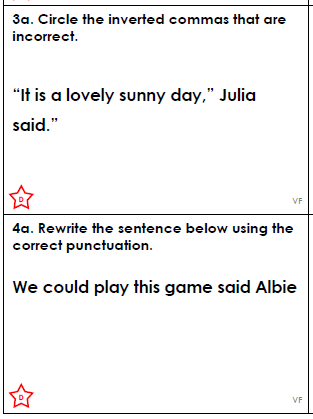 3a. Circle the inverted commas that are
incorrect.
“It is a lovely sunny day,” Julia
said.”
D
VF
4a. Rewrite the sentence below using the
correct punctuation.
We could play this game said Albie
D
VF